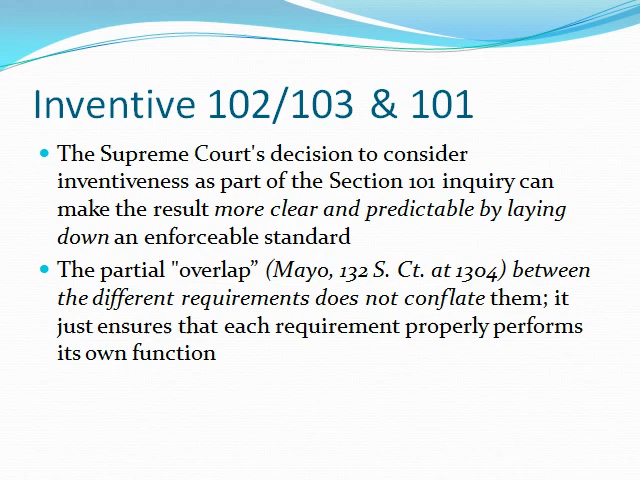 Inventive 102/103 & 101
The Supreme Court's decision to consider
inventiveness as part of the Section 101 inquiry can
make the result more clear and predictable by laying
down an enforceable standard
The partial "overlap” (Mayo, 132 S. Ct. at 1304) between
the different requirements does not conflate them; it
just ensures that each requirement properly performs
its own function